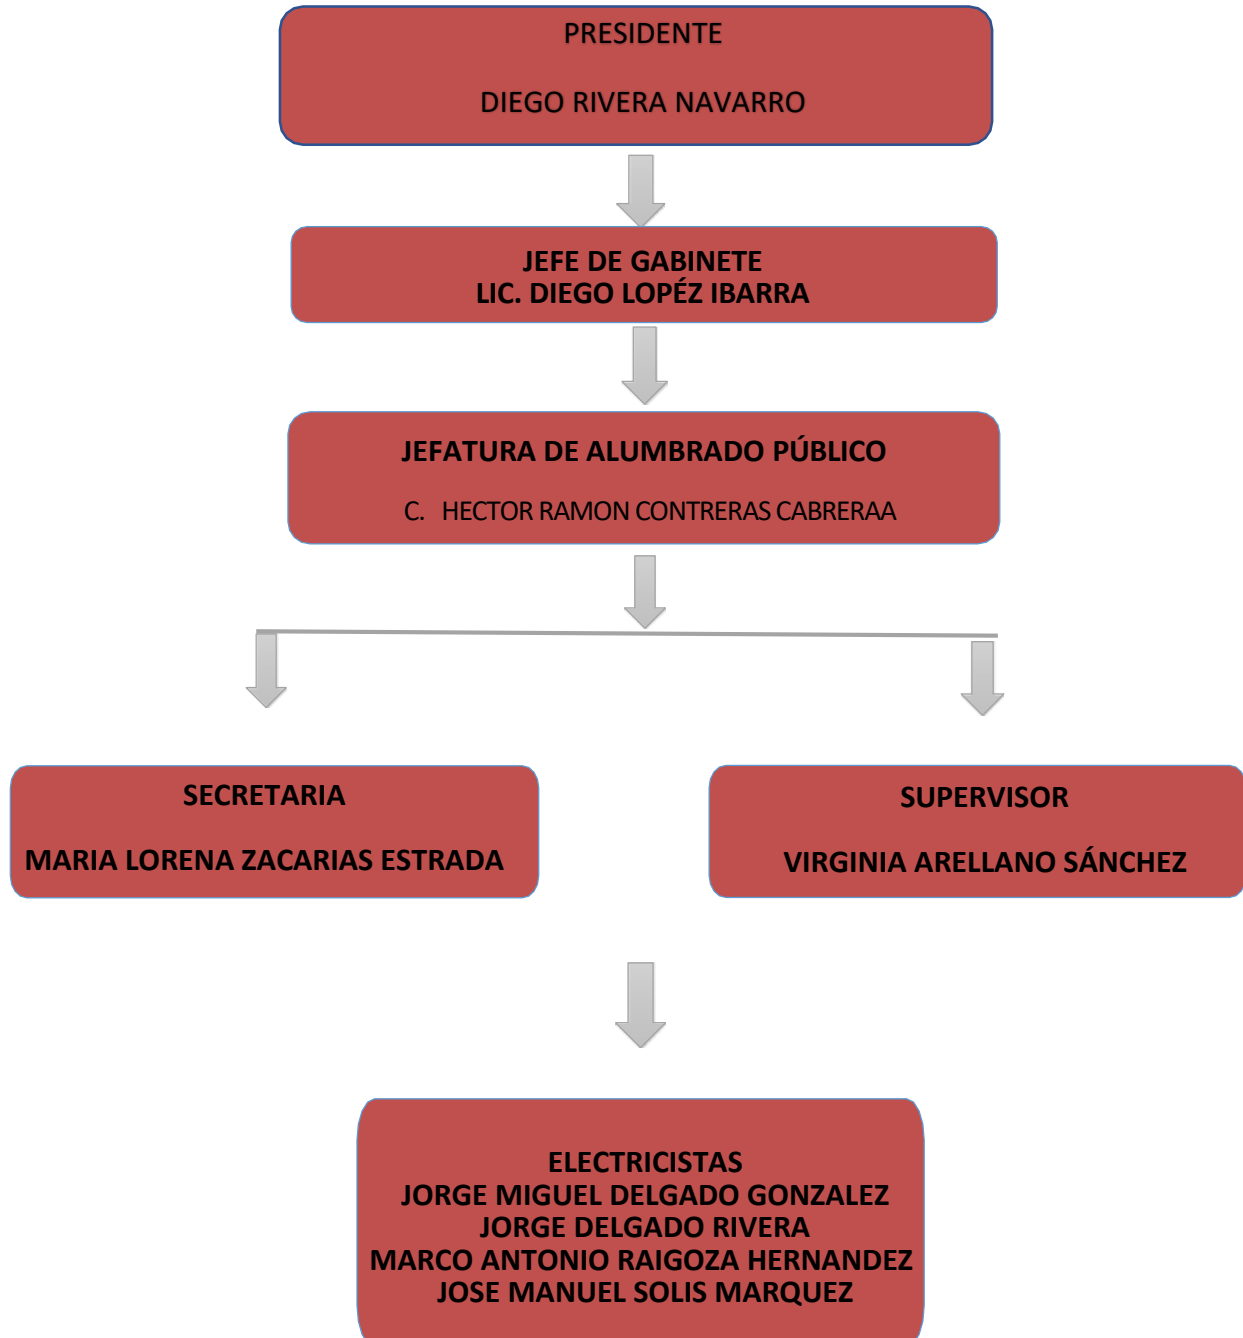 PRESIDENTE
DIEGO RIVERA NAVARRO
JEFE DE GABINETE
LIC. DIEGO LOPÉZ IBARRA
JEFATURA DE ALUMBRADO PÚBLICO
C. HECTOR RAMON CONTRERAS CABRERAA
SECRETARIA
MARIA LORENA ZACARIAS ESTRADA
SUPERVISOR
VIRGINIA ARELLANO SÁNCHEZ
ELECTRICISTAS
JORGE MIGUEL DELGADO GONZALEZ
JORGE DELGADO RIVERA
MARCO ANTONIO RAIGOZA HERNANDEZ
JOSE MANUEL SOLIS MARQUEZ